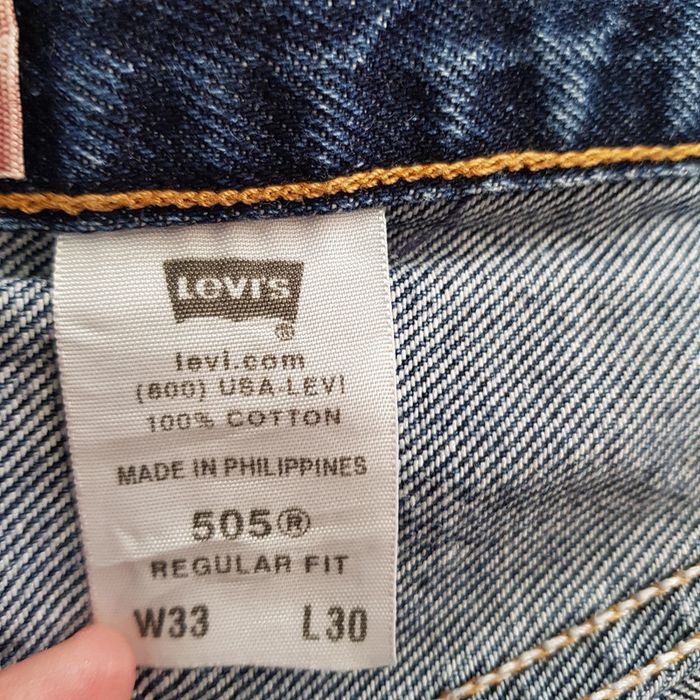 LEVI'S
®
levi.com
(800) USA-LEVI
100% COTTON
MADE IN PHILIPPINES
505®
REGULAR FIT
W33 L30